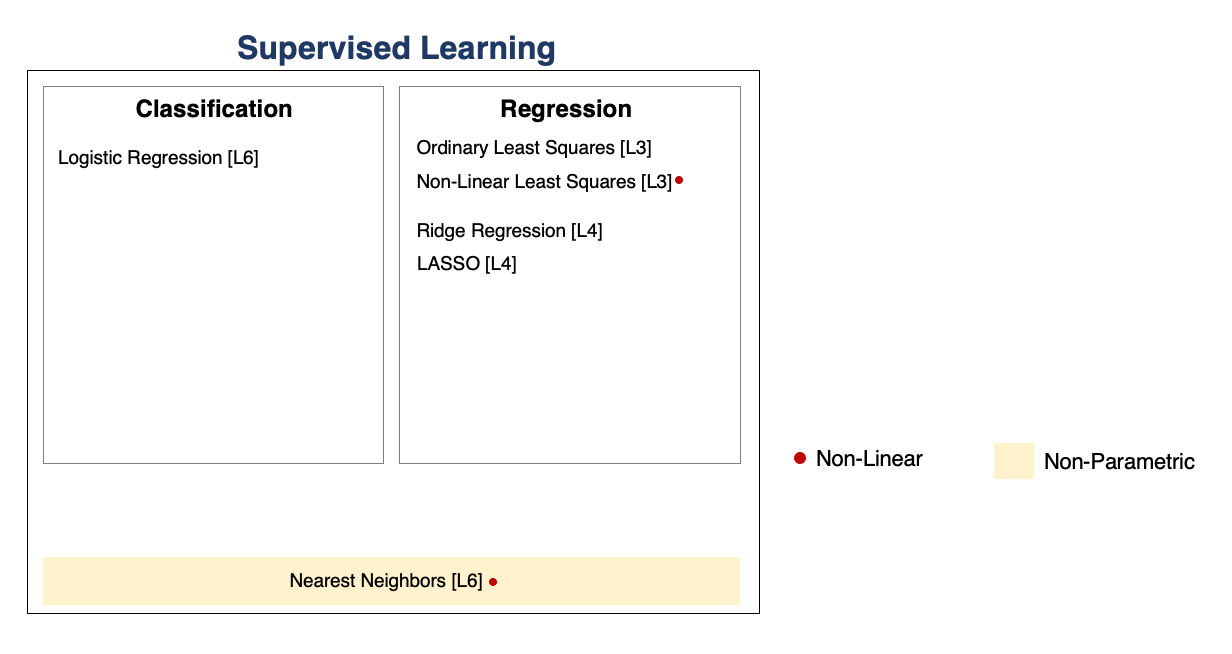 Supervised Learning
Classification
Logistic Regression [L6]
Regression
Ordinary Least Squares [L3]
Non-Linear Least Squares [L3]
Ridge Regression [L4]
LASSO [L4]
Non-Linear
Non-Parametric
Nearest Neighbors [L6]